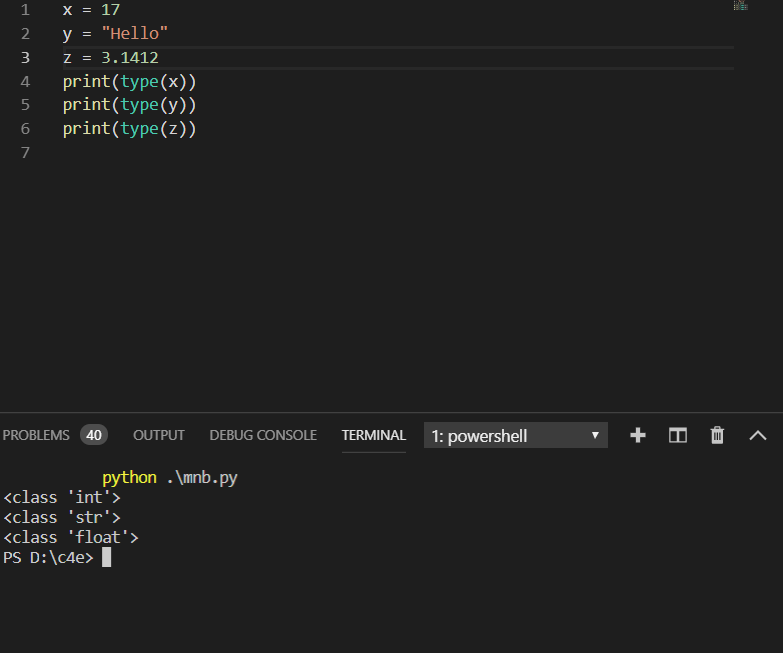 1 x = 17
2 y = "Hello"
3 z = 3.1412
4 print(type(x))
5 print(type(y))
6 print(type(z))
7
PROBLEMS 40 OUTPUT DEBUG CONSOLE TERMINAL 1: powershell
python .\mnb.py
<class 'int'>
<class 'str'>
<class 'float'>
PS D:\c4e>